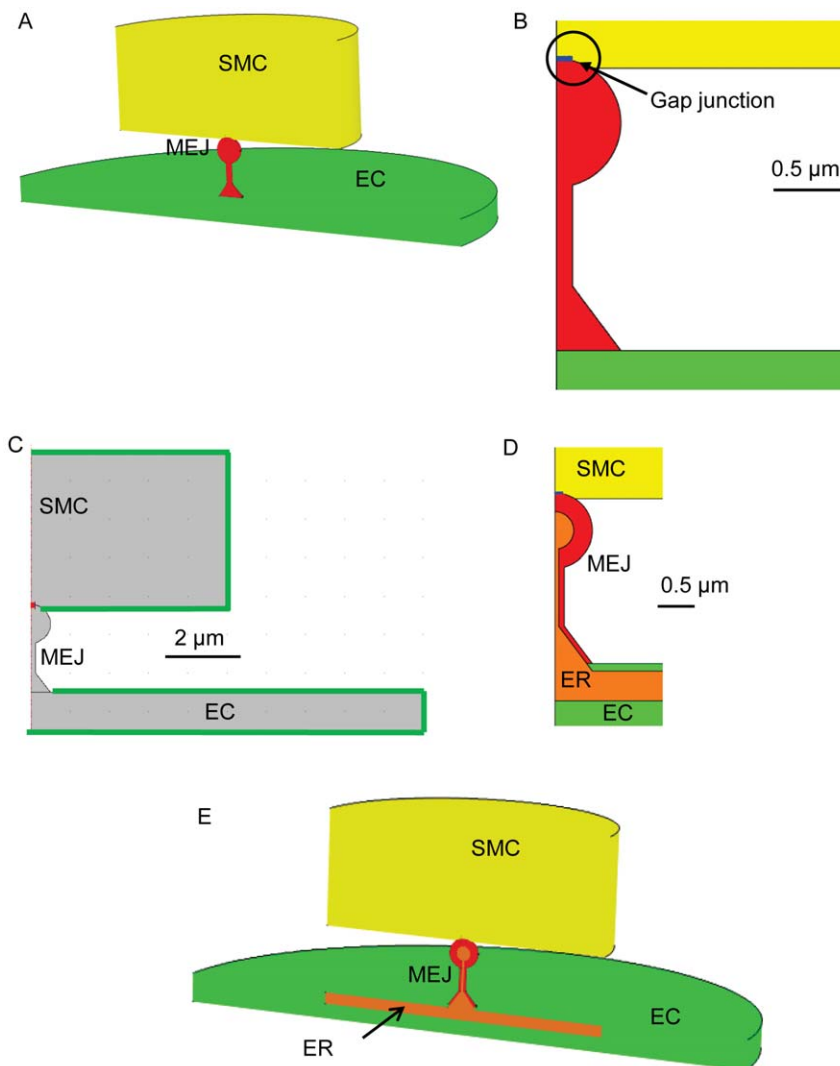 A
SMC
MEJ
EC
B
Gap junction
0.5 µm
C
SMC
MEJ
2 µm
EC
D
SMC
MEJ
0.5 µm
ER
EC
E
SMC
MEJ
EC
ER